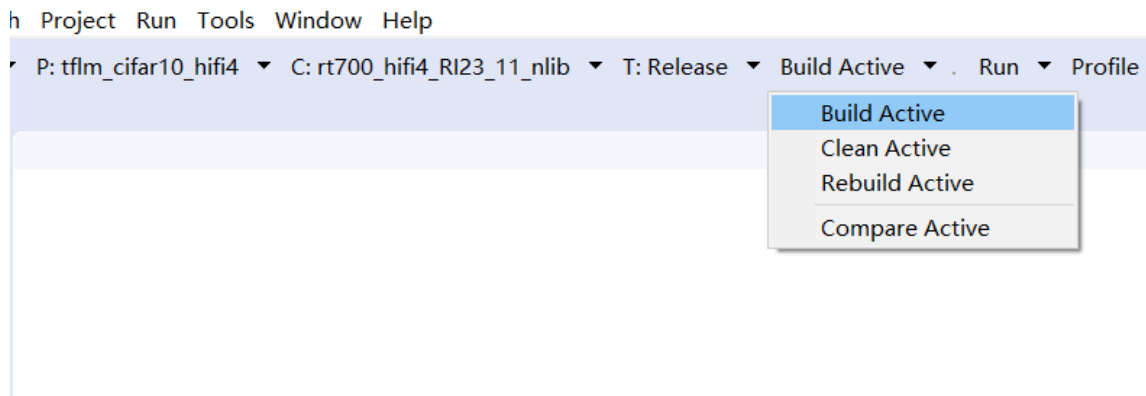 h Project Run Tools Window Help
P: tflm_cifar10_hifi4 C: rt700_hifi4_RI23_11_nlib T: Release Build Active . Run Profile
Build Active
Clean Active
Rebuild Active
Compare Active